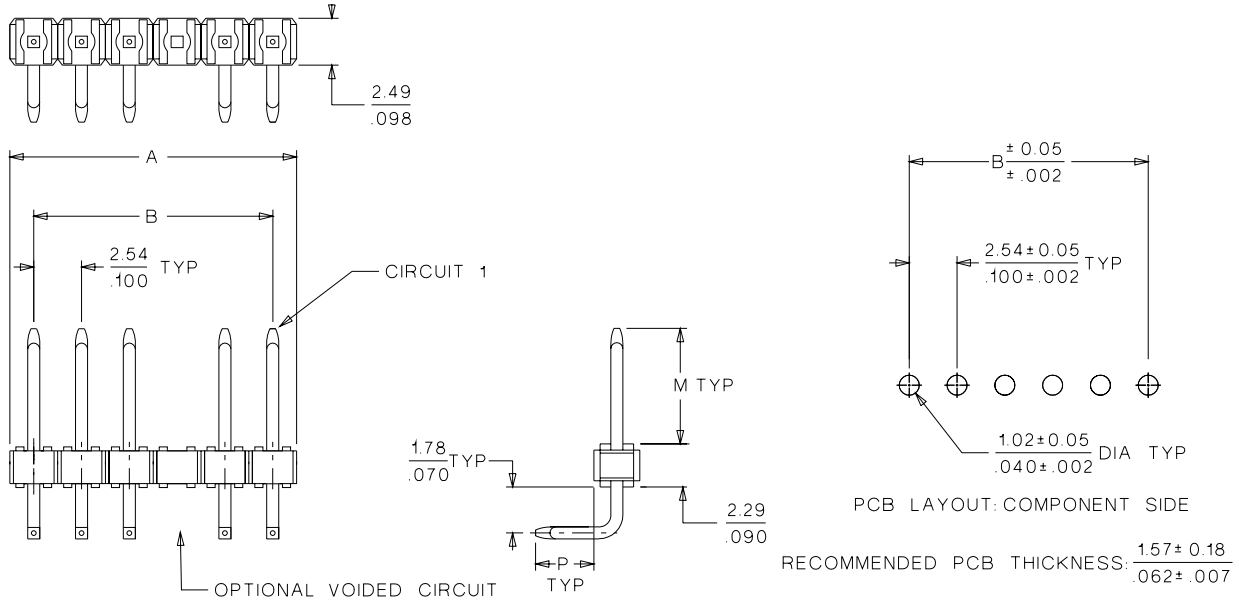 2.49
.098
A
B
2.54
.100
TYP
CIRCUIT 1
M TYP
1.78
.070
TYP
2.29
.090
P
TYP
OPTIONAL VOIDED CIRCUIT
B
± 0.05
± .002
2.54±0.05
.100±.002
TYP
1.02±0.05
.040±.002
DIA TYP
PCB LAYOUT: COMPONENT SIDE
RECOMMENDED PCB THICKNESS:
1.57± 0.18
.062± .007